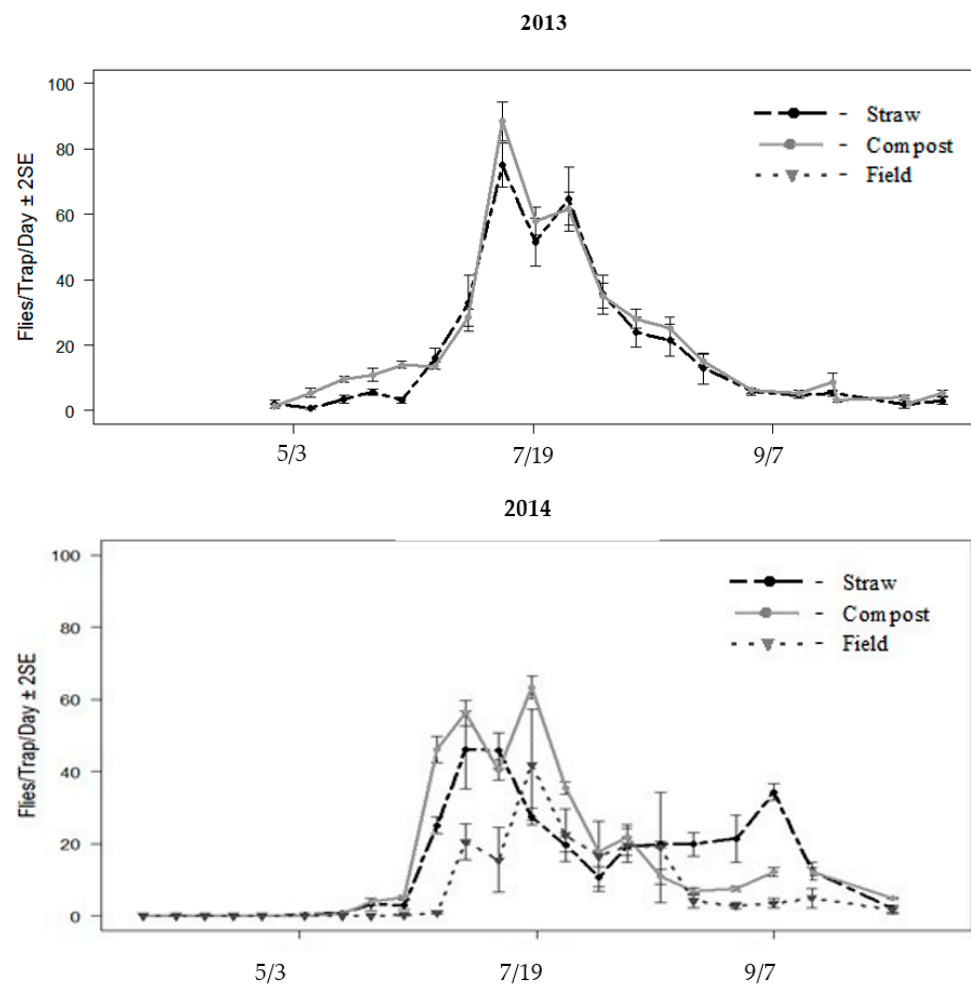 2013
Flies/Trap/Day ± 2SE
100
80
60
40
20
0
- Straw
- Compost
- Field
5/3
7/19
9/7
2014
Flies/Trap/Day ± 2SE
100
80
60
40
20
0
- Straw
- Compost
- Field
5/3
7/19
9/7